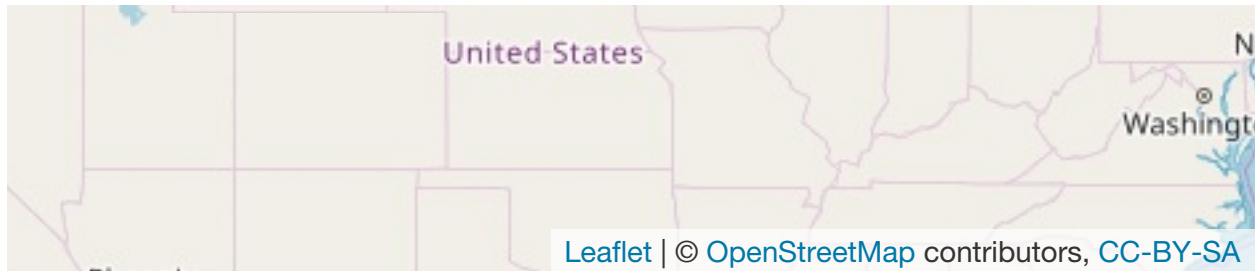 United States
N
Washingt
Leaflet | © OpenStreetMap contributors, CC-BY-SA